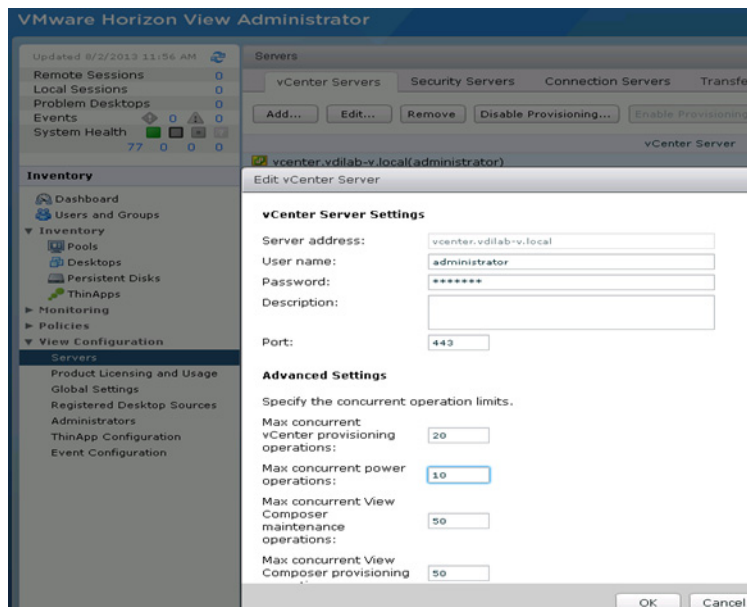 VMware Horizon View Administrator
Updated 8/2/2013 11:56 AM
Remote Sessions 0
Local Sessions 0
Problem Desktops 0
Events 0 0
System Health
77 0 0 0
Inventory
Dashboard
Users and Groups
Inventory
Pools
Desktops
Persistent Disks
ThinApps
Monitoring
Policies
View Configuration
Servers
Product Licensing and Usage
Global Settings
Registered Desktop Sources
Administrators
ThinApp Configuration
Event Configuration
Servers
vCenter Servers Security Servers Connection Servers Transfe
Add... Edit... Remove Disable Provisioning... Enable Provisioning
vCenter Server
vcenter.vdilab-v.local(administrator)
Edit vCenter Server
vCenter Server Settings
Server address: vcenter.vdilab-v.local
User name: administrator
Password: *******
Description:
Port: 443
Advanced Settings
Specify the concurrent operation limits.
Max concurrent
vCenter provisioning 20
operations:
Max concurrent power 10
operations:
Max concurrent View
Composer
maintenance 50
operations:
Max concurrent View
Composer provisioning 50
OK Cancel